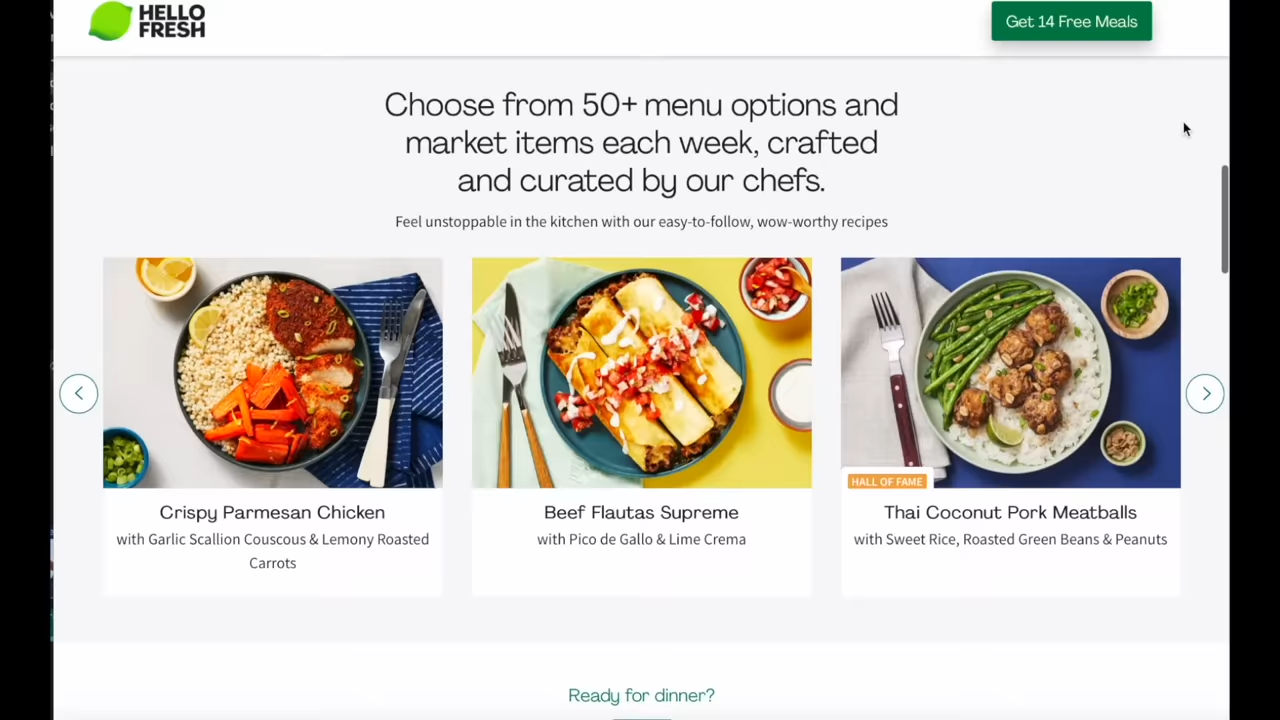 HELLO
FRESH
Get 14 Free Meals
Choose from 50+ menu options and
market items each week, crafted
and curated by our chefs.
Feel unstoppable in the kitchen with our easy-to-follow, wow-worthy recipes
HALL OF FAME
Crispy Parmesan Chicken
with Garlic Scallion Couscous & Lemony Roasted
Carrots
Beef Flautas Supreme
with Pico de Gallo & Lime Crema
Thai Coconut Pork Meatballs
with Sweet Rice, Roasted Green Beans & Peanuts
Ready for dinner?